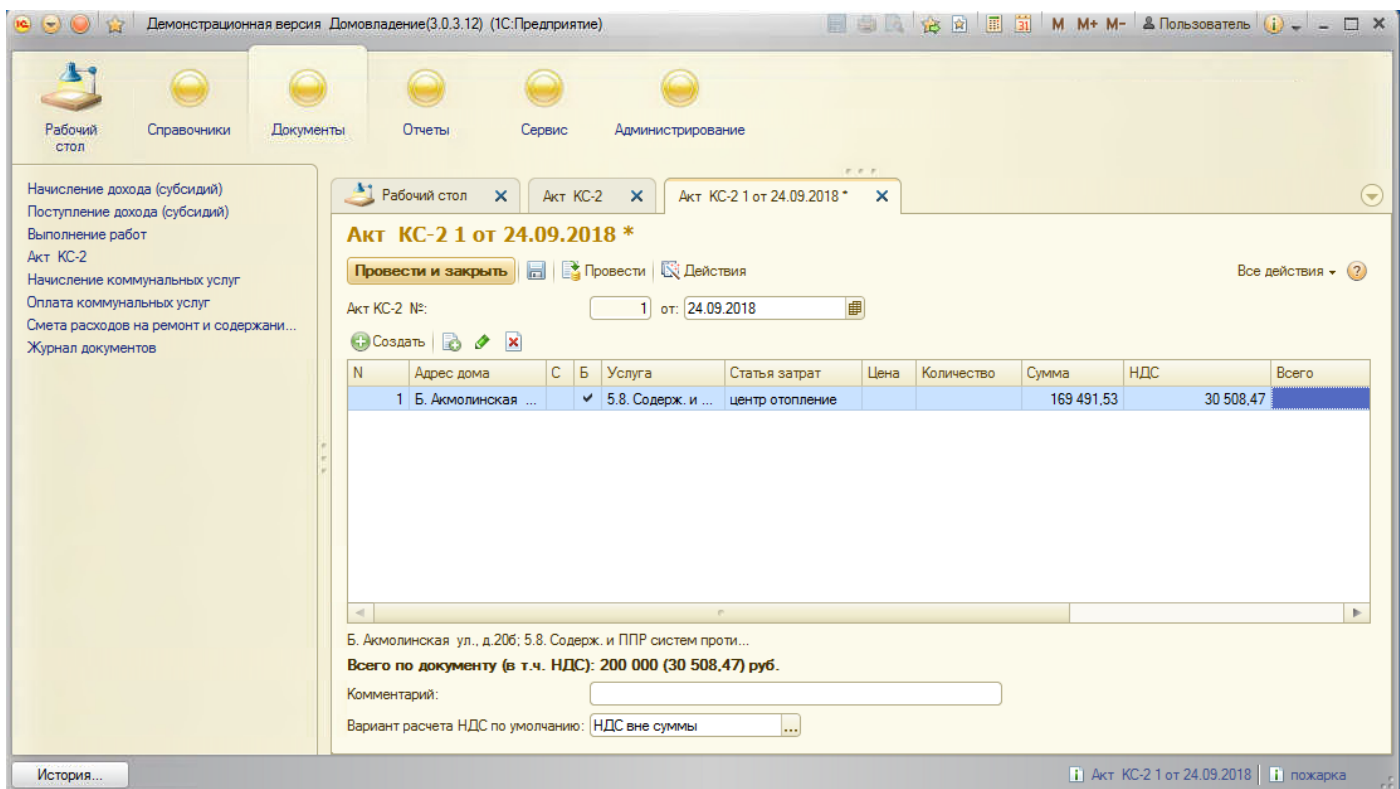 Демонстрационная версия Домовладение(3.0.3.12) (1С:Предприятие)
M M+ M- Пользователь
Рабочий стол
Справочники
Документы
Отчеты
Сервис
Администрирование
Начисление дохода (субсидий)
Поступление дохода (субсидий)
Выполнение работ
Акт КС-2
Начисление коммунальных услуг
Оплата коммунальных услуг
Смета расходов на ремонт и содержани...
Журнал документов
Рабочий стол Акт КС-2 Акт КС-2 1 от 24.09.2018 *
Акт КС-2 1 от 24.09.2018 *
Провести и закрыть Провести Действия Все действия
Акт КС-2 №: 1 от: 24.09.2018
Создать
N Адрес дома С Б Услуга Статья затрат Цена Количество Сумма НДС Всего
1 Б. Акмолинская ... 5.8. Содерж. и ... центр отопление 169 491,53 30 508,47
Б. Акмолинская ул., д.20б; 5.8. Содерж. и ППР систем проти...
Всего по документу (в т.ч. НДС): 200 000 (30 508,47) руб.
Комментарий:
Вариант расчета НДС по умолчанию: НДС вне суммы ...
История... Акт КС-2 1 от 24.09.2018 пожарка